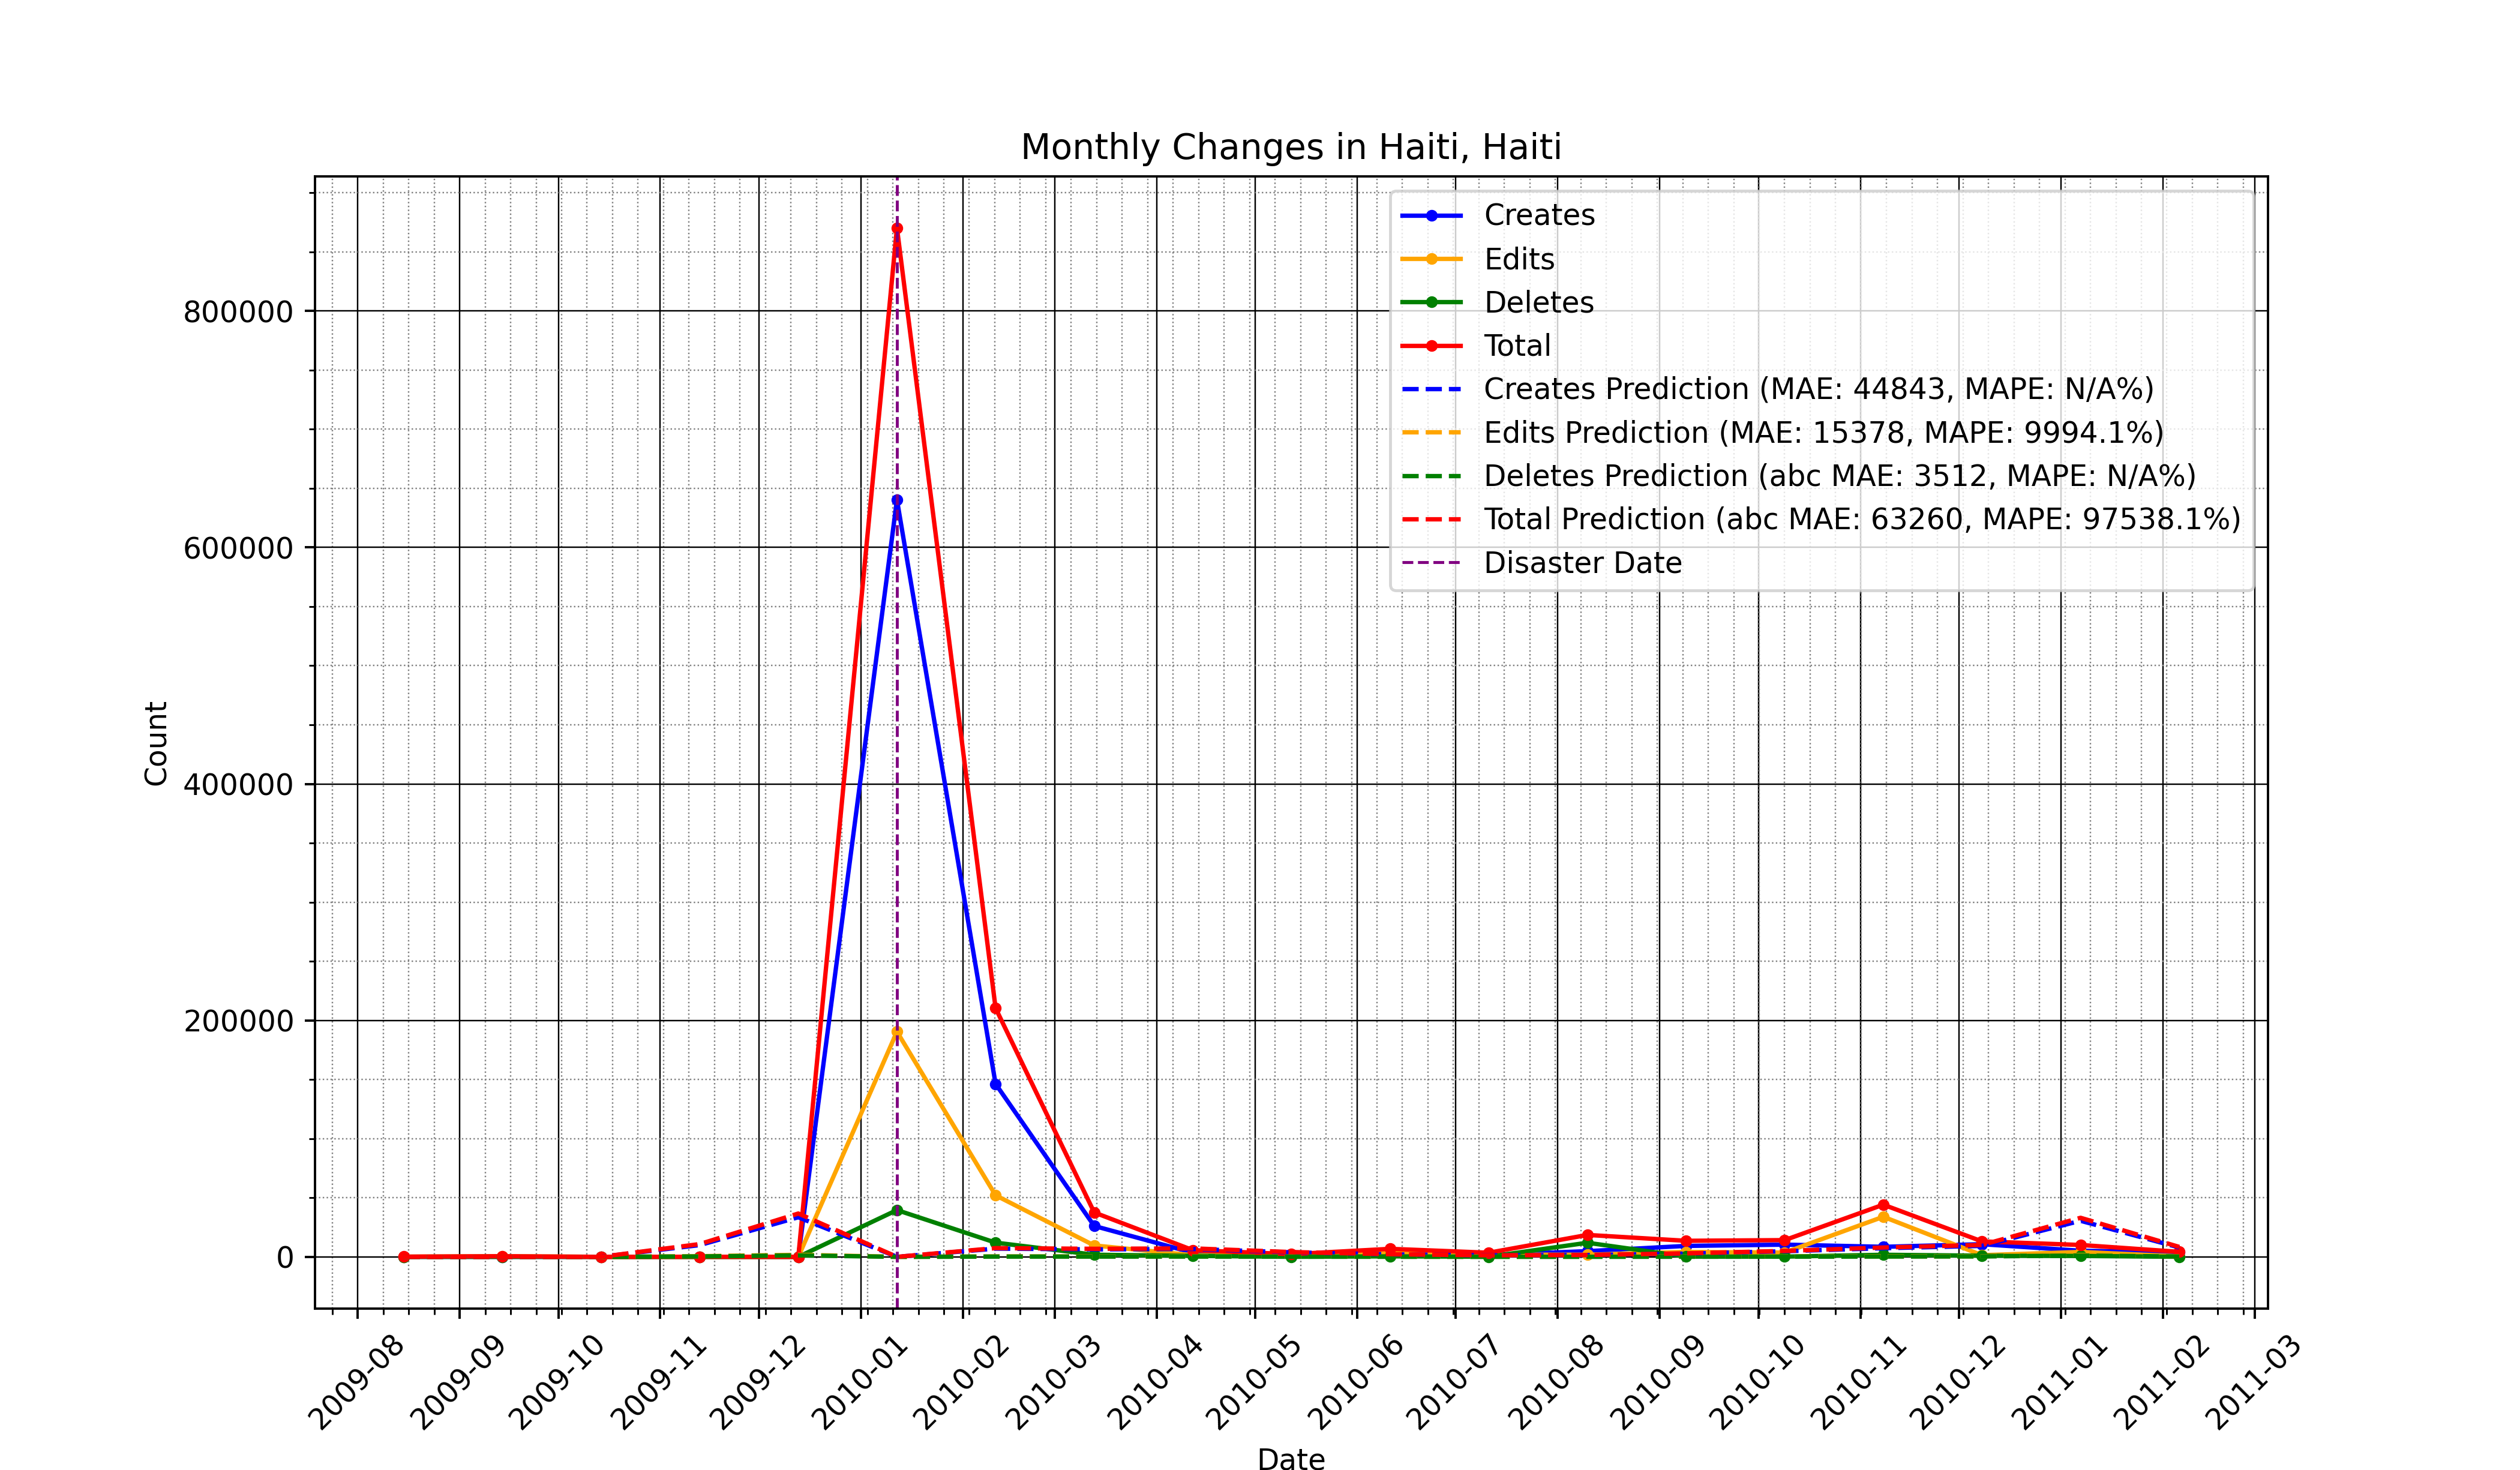 Monthly Changes in Haiti, Haiti
Creates
Edits
Deletes
Total
Creates Prediction (MAE: 44843, MAPE: N/A%)
Edits Prediction (MAE: 15378, MAPE: 9994.1%)
Deletes Prediction (abc MAE: 3512, MAPE: N/A%)
Total Prediction (abc MAE: 63260, MAPE: 97538.1%)
Disaster Date
Count
800000
600000
400000
200000
0
2009-08
2009-09
2009-10
2009-11
2009-12
2010-01
2010-02
2010-03
2010-04
2010-05
2010-06
2010-07
2010-08
2010-09
2010-10
2010-11
2010-12
2011-01
2011-02
2011-03
Date